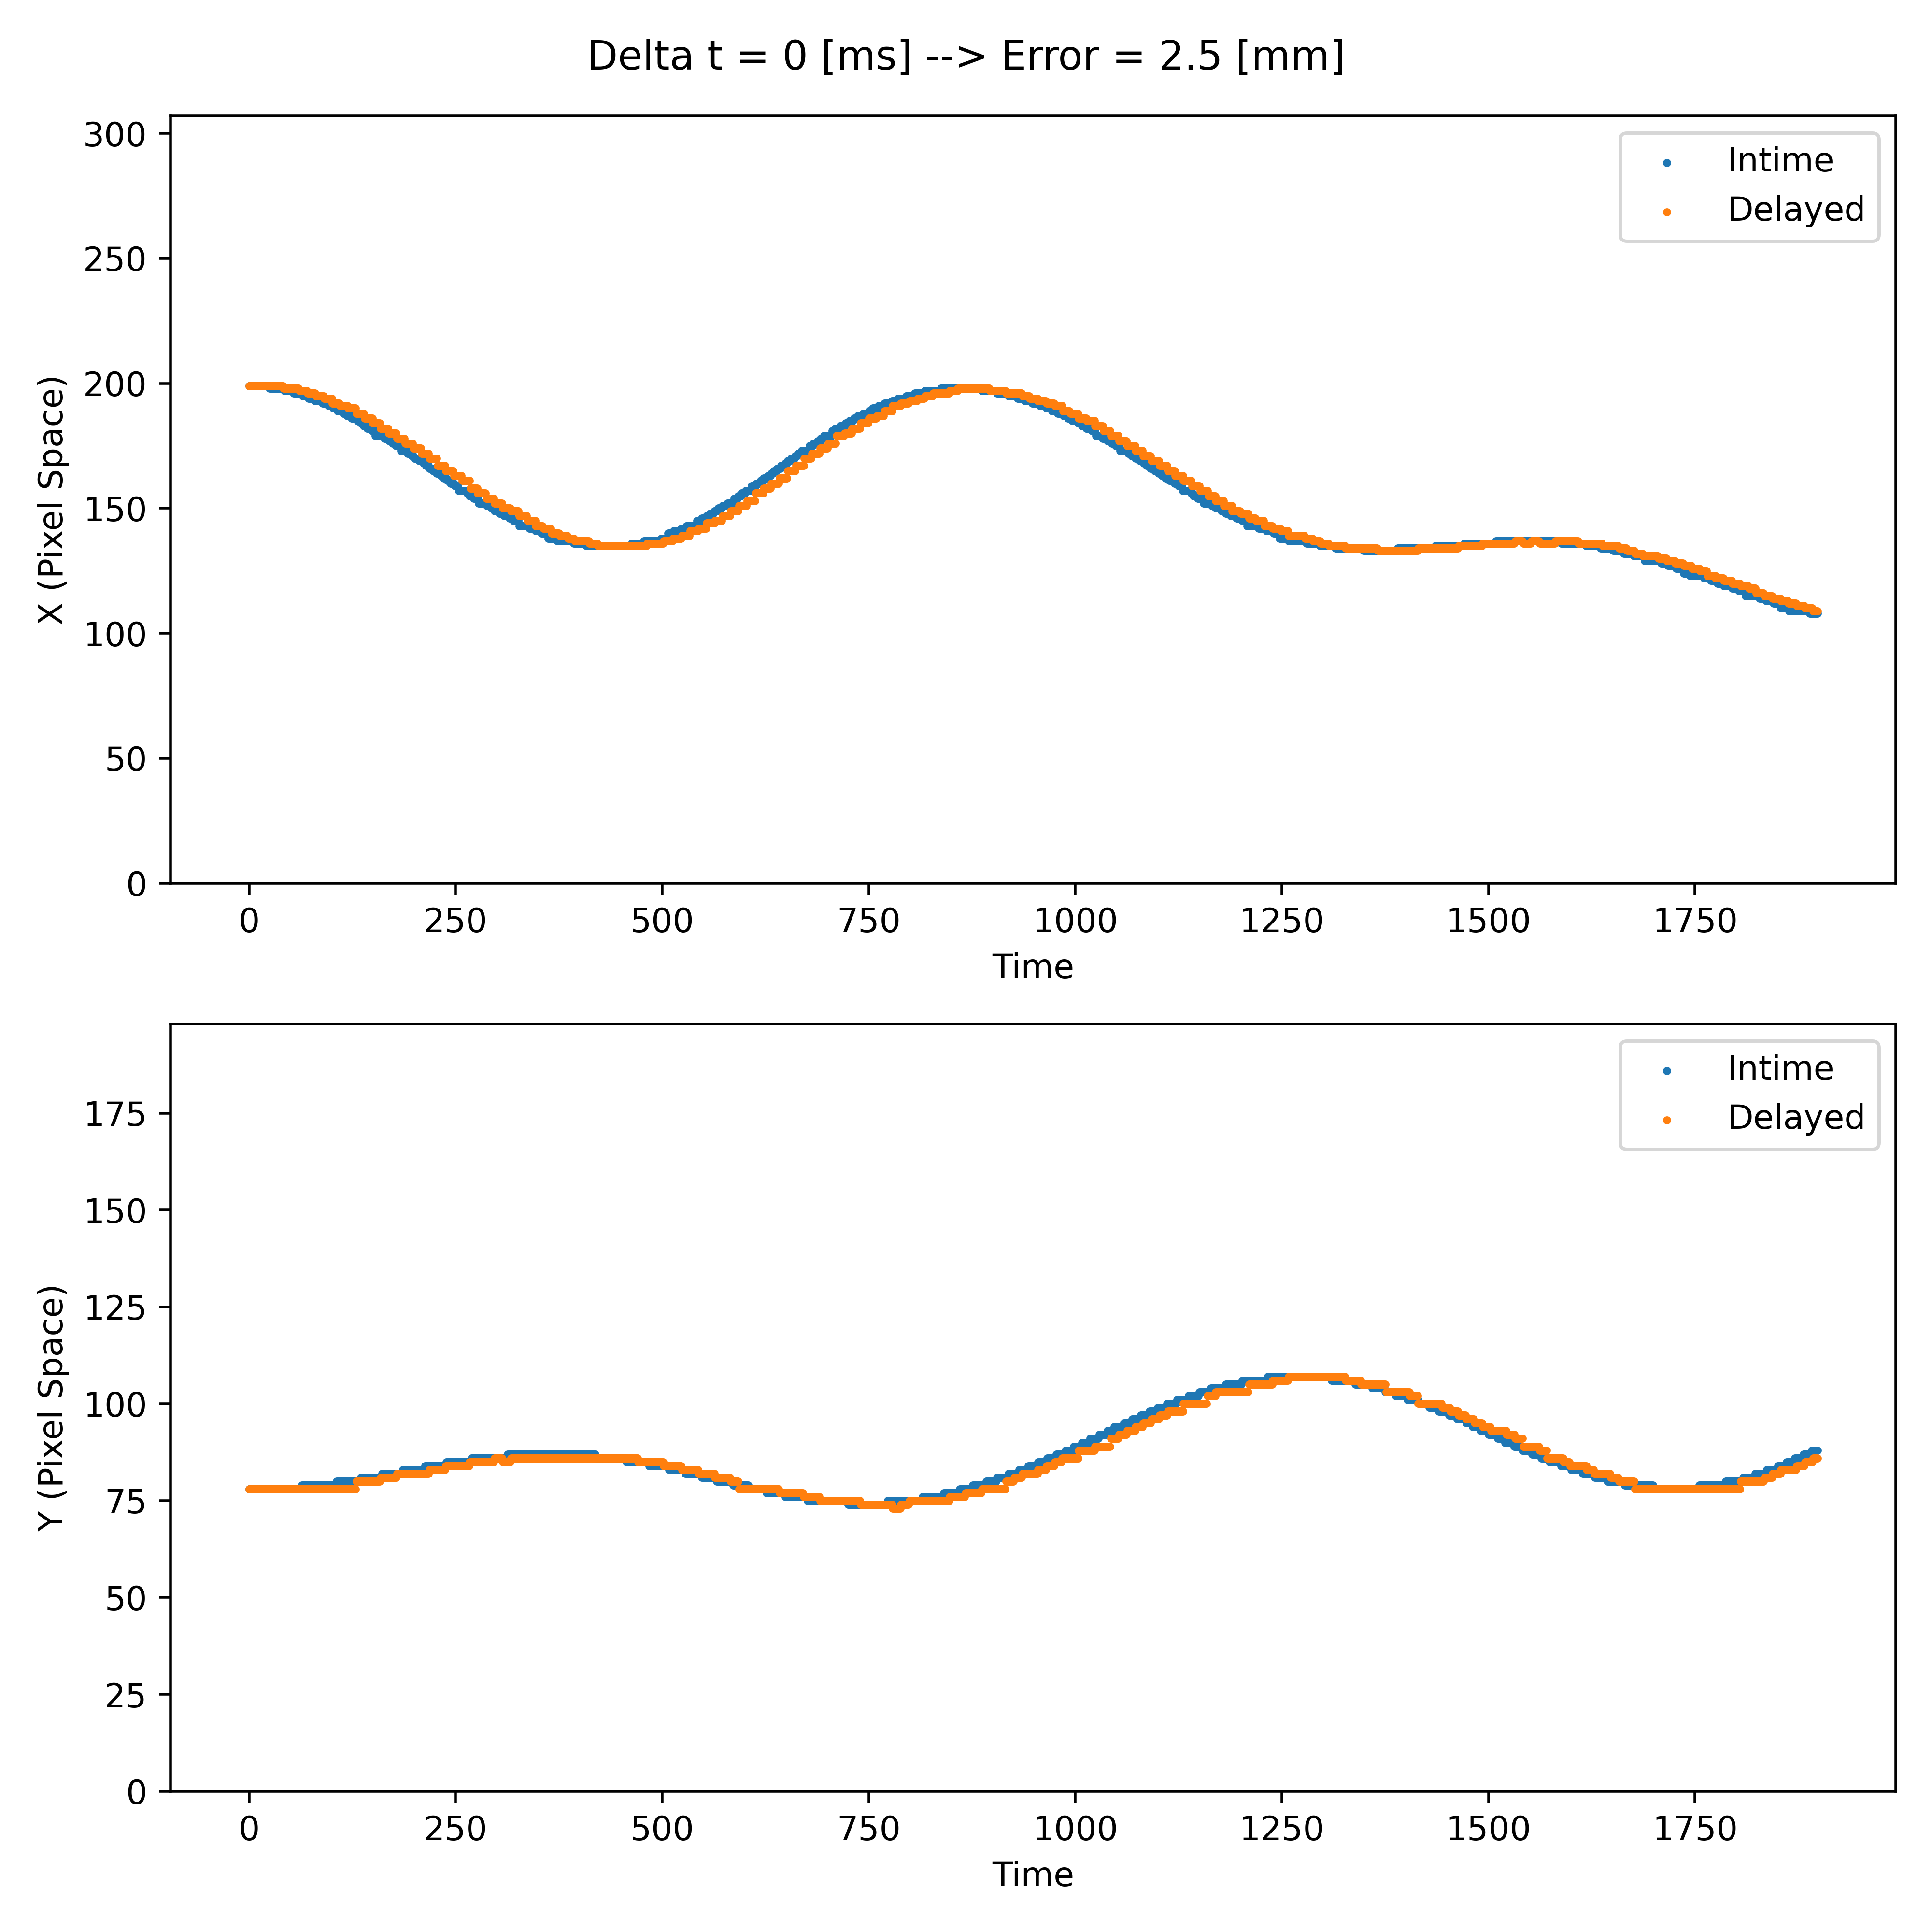 Delta t = 0 [ms] --> Error = 2.5 [mm]
300
250
200
150
100
50
0
X (Pixel Space)
Intime
Delayed
0 250 500 750 1000 1250 1500 1750
Time
175
150
125
100
75
50
25
0
Y (Pixel Space)
Intime
Delayed
0 250 500 750 1000 1250 1500 1750
Time